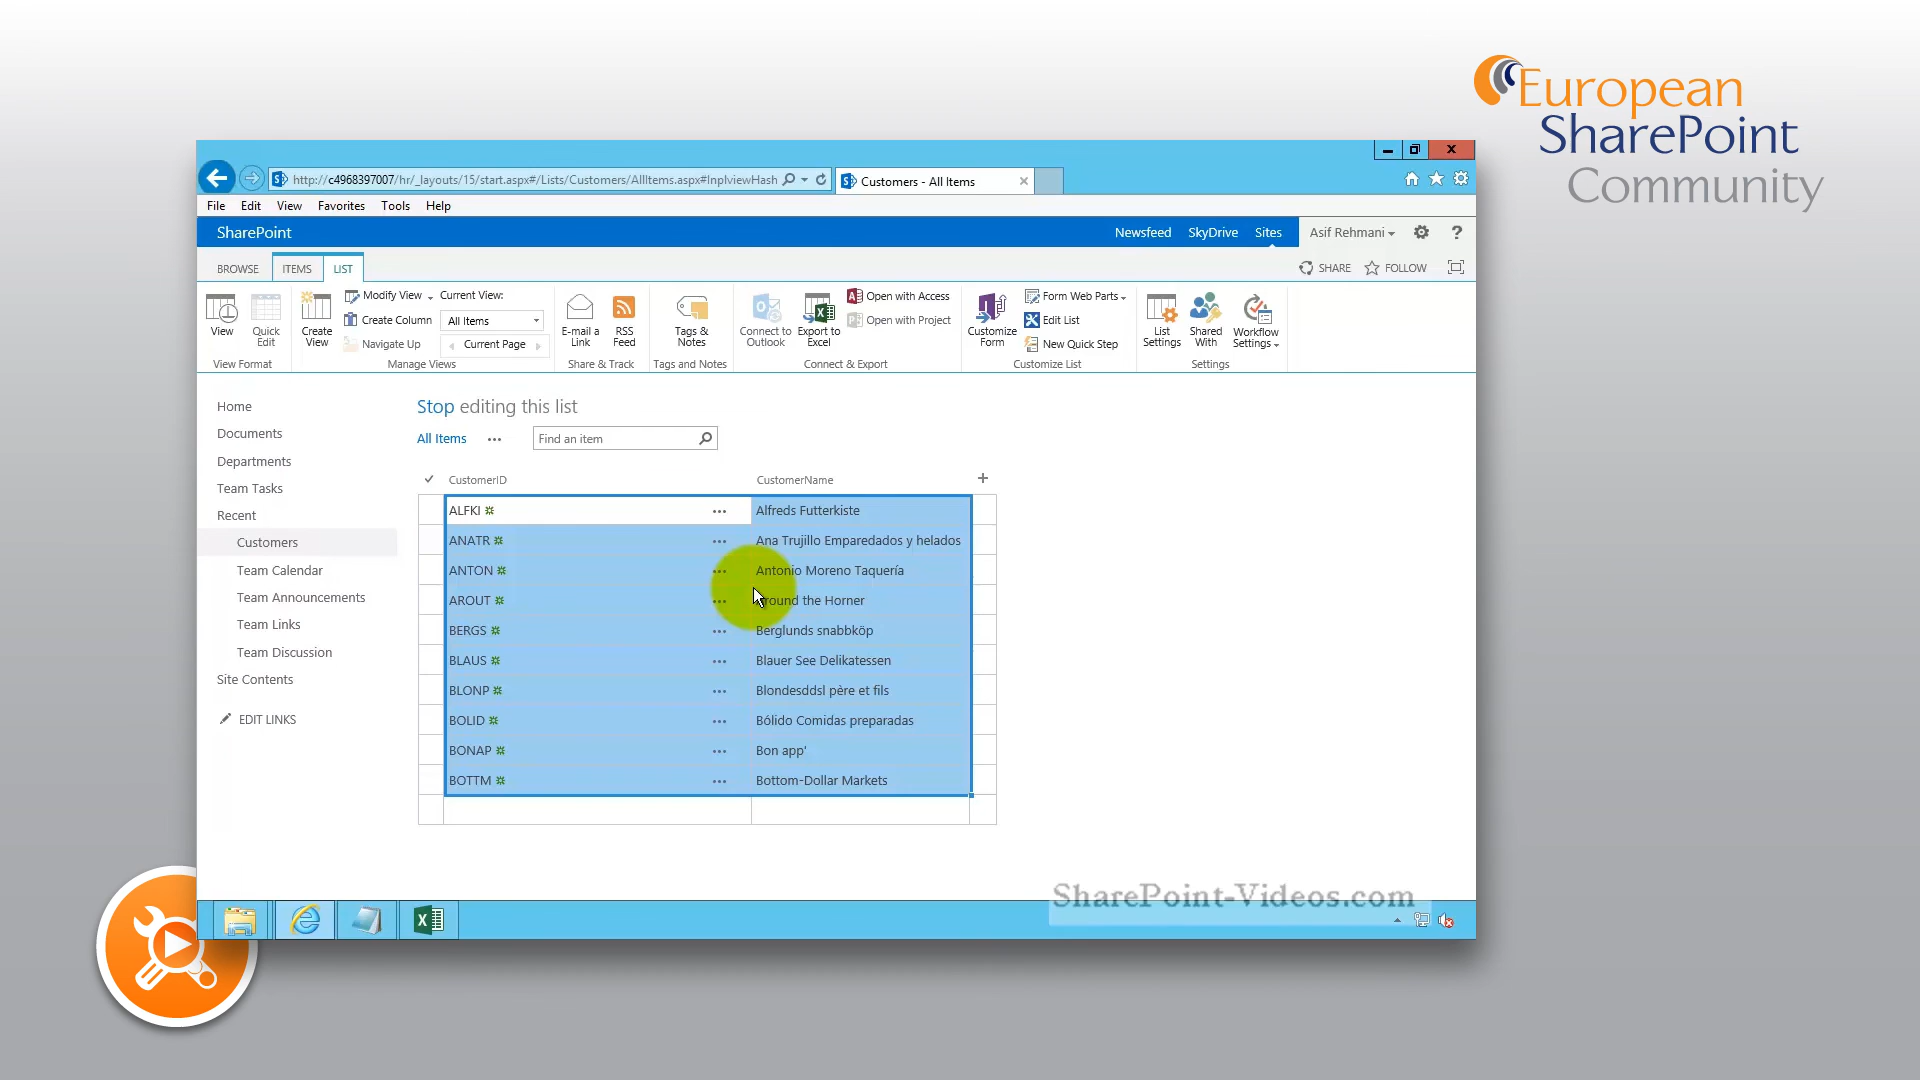 European
SharePoint
Community
http://c4968397007/hr/_layouts/15/start.aspx#/Lists/Customers/AllItems.aspx#InplviewHash
Customers - All Items
File Edit View Favorites Tools Help
SharePoint
Newsfeed SkyDrive Sites Asif Rehmani ?
BROWSE ITEMS LIST
SHARE FOLLOW
View
Quick Edit
View Format
Create View
Modify View
Create Column
Navigate Up
Current View:
All Items
Current Page
Manage Views
E-mail a Link
RSS Feed
Share & Track
Tags & Notes
Tags and Notes
Connect to Outlook
Export to Excel
Open with Access
Open with Project
Connect & Export
Customize Form
Form Web Parts
Edit List
New Quick Step
Customize List
List Settings
Shared With
Workflow Settings
Settings
Home
Documents
Departments
Team Tasks
Recent
Customers
Team Calendar
Team Announcements
Team Links
Team Discussion
Site Contents
EDIT LINKS
Stop editing this list
All Items ... Find an item
CustomerID CustomerName +
ALFKI ... Alfreds Futterkiste
ANATR ... Ana Trujillo Emparedados y helados
ANTON ... Antonio Moreno Taquería
AROUT ... Around the Horner
BERGS ... Berglunds snabbköp
BLAUS ... Blauer See Delikatessen
BLONP ... Blondesddsl père et fils
BOLID ... Bólido Comidas preparadas
BONAP ... Bon app'
BOTTM ... Bottom-Dollar Markets
SharePoint-Videos.com